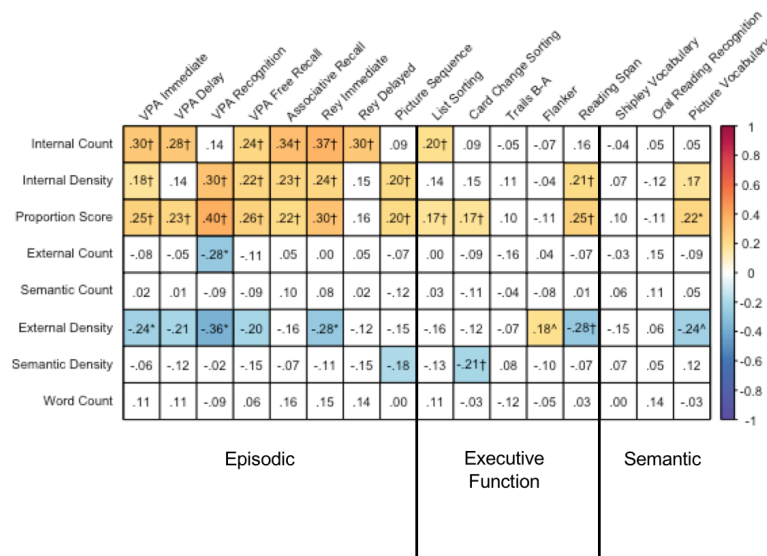 VPA Immediate VPA Delay VPA Recognition VPA Free Recall Associative Recall Rey Immediate Rey Delayed Picture Sequence List Sorting Card Change Sorting Trails B-A Flanker Reading Span Shipley Vocabulary Oral Reading Recognition Picture Vocabulary
Internal Count .30† .28† .14 .24† .34† .37† .30† .09 .20† .09 -.05 -.07 .16 -.04 .05 .05
Internal Density .18† .14 .30† .22† .23† .24† .15 .20† .14 .15 .11 -.04 .21† .07 -.12 .17
Proportion Score .25† .23† .40† .26† .22† .30† .16 .20† .17† .17† .10 -.11 .25† .10 -.11 .22*
External Count -.08 -.05 -.28* -.11 .05 .00 .05 -.07 .00 -.09 -.16 .04 -.07 -.03 .15 -.09
Semantic Count .02 .01 -.09 -.09 .10 .08 .02 -.12 .03 -.11 -.04 -.08 .01 .06 .11 .05
External Density -.24* -.21 -.36* -.20 -.16 -.28* -.12 -.15 -.16 -.12 -.07 .18^ -.28† -.15 .06 -.24^
Semantic Density -.06 -.12 -.02 -.15 -.07 -.11 -.15 -.18 -.13 -.21† .08 -.10 -.07 .07 .05 .12
Word Count .11 .11 -.09 .06 .16 .15 .14 .00 .11 -.03 -.12 -.05 .03 .00 .14 -.03
1
0.8
0.6
0.4
0.2
0
-0.2
-0.4
-0.6
-0.8
-1
Episodic
Executive
Function
Semantic